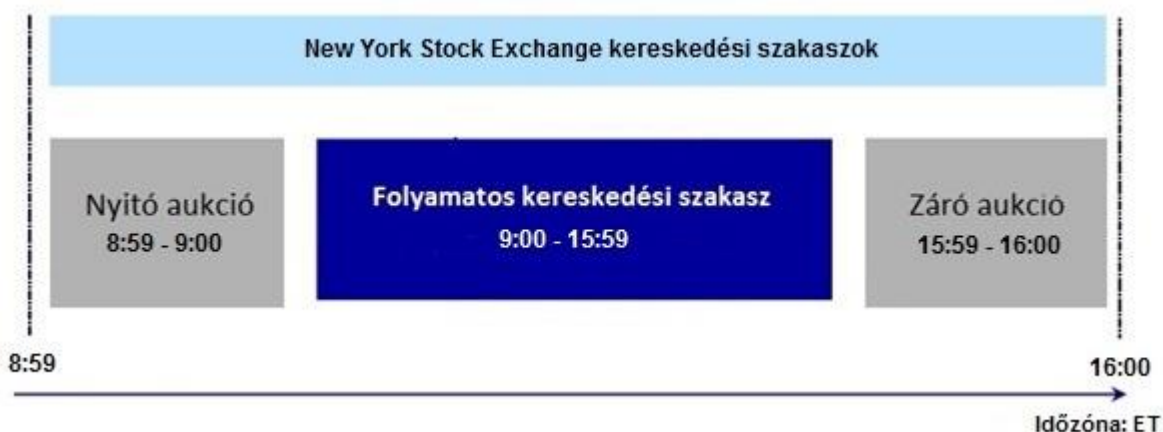 New York Stock Exchange kereskedési szakaszok
Nyitó aukció
8:59 - 9:00
Folyamatos kereskedési szakasz
9:00 - 15:59
Záró aukció
15:59 - 16:00
8:59
16:00
Időzóna: ET